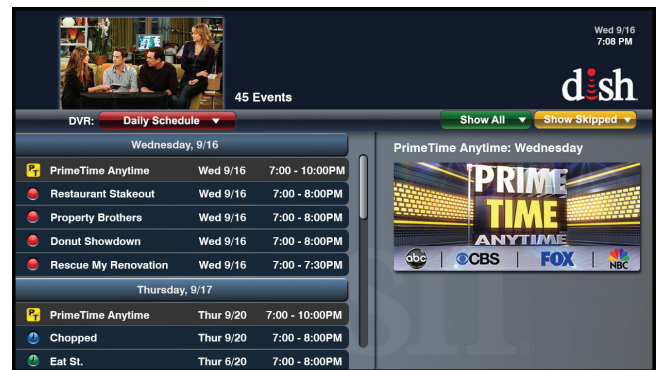 Wed 9/16
7:08 PM
dish
45 Events
DVR: Daily Schedule Show All Show Skipped
Wednesday, 9/16
PrimeTime Anytime Wed 9/16 7:00 - 10:00PM
Restaurant Stakeout Wed 9/16 7:00 - 8:00PM
Property Brothers Wed 9/16 7:00 - 8:00PM
Donut Showdown Wed 9/16 7:00 - 8:00PM
Rescue My Renovation Wed 9/16 7:00 - 7:30PM
Thursday, 9/17
PT PrimeTime Anytime Thur 9/20 7:00 - 10:00PM
Chopped Thur 9/20 7:00 - 8:00PM
Eat St. Thur 6/20 7:00 - 8:00PM
PrimeTime Anytime: Wednesday
PRIME
TIME
ANYTIME
abc CBS FOX NBC